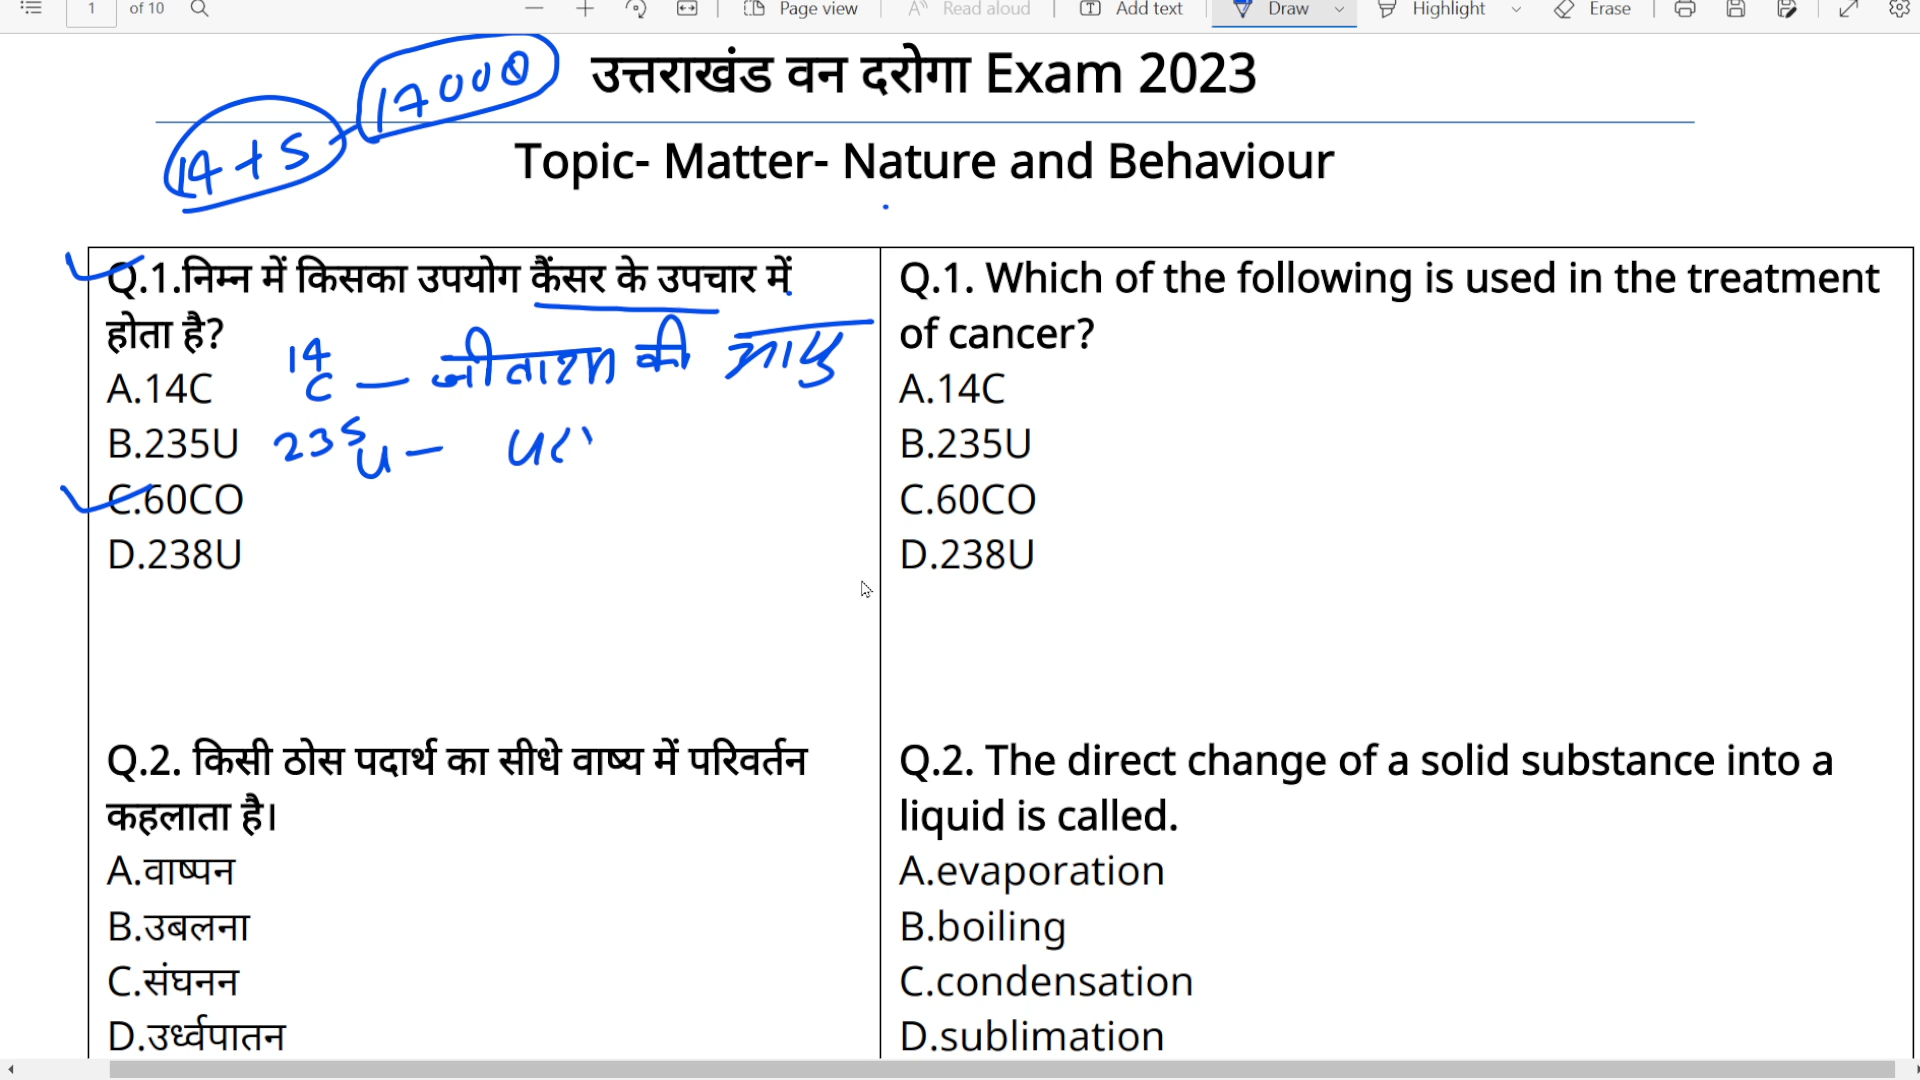 1 of 10 Page view Read aloud Add text Draw Highlight Erase
उत्तराखंड वन दरोगा Exam 2023
17000
14+5
Topic- Matter- Nature and Behaviour
Q.1.निम्न में किसका उपयोग कैंसर के उपचार में
होता है?
14C — जीवाश्म की आयु
A.14C
B.235U
235U —
C.60CO
D.238U
Q.2. किसी ठोस पदार्थ का सीधे वाष्य में परिवर्तन
कहलाता है।
A.वाष्पन
B.उबलना
C.संघनन
D.उर्ध्वपातन
Q.1. Which of the following is used in the treatment
of cancer?
A.14C
B.235U
C.60CO
D.238U
Q.2. The direct change of a solid substance into a
liquid is called.
A.evaporation
B.boiling
C.condensation
D.sublimation